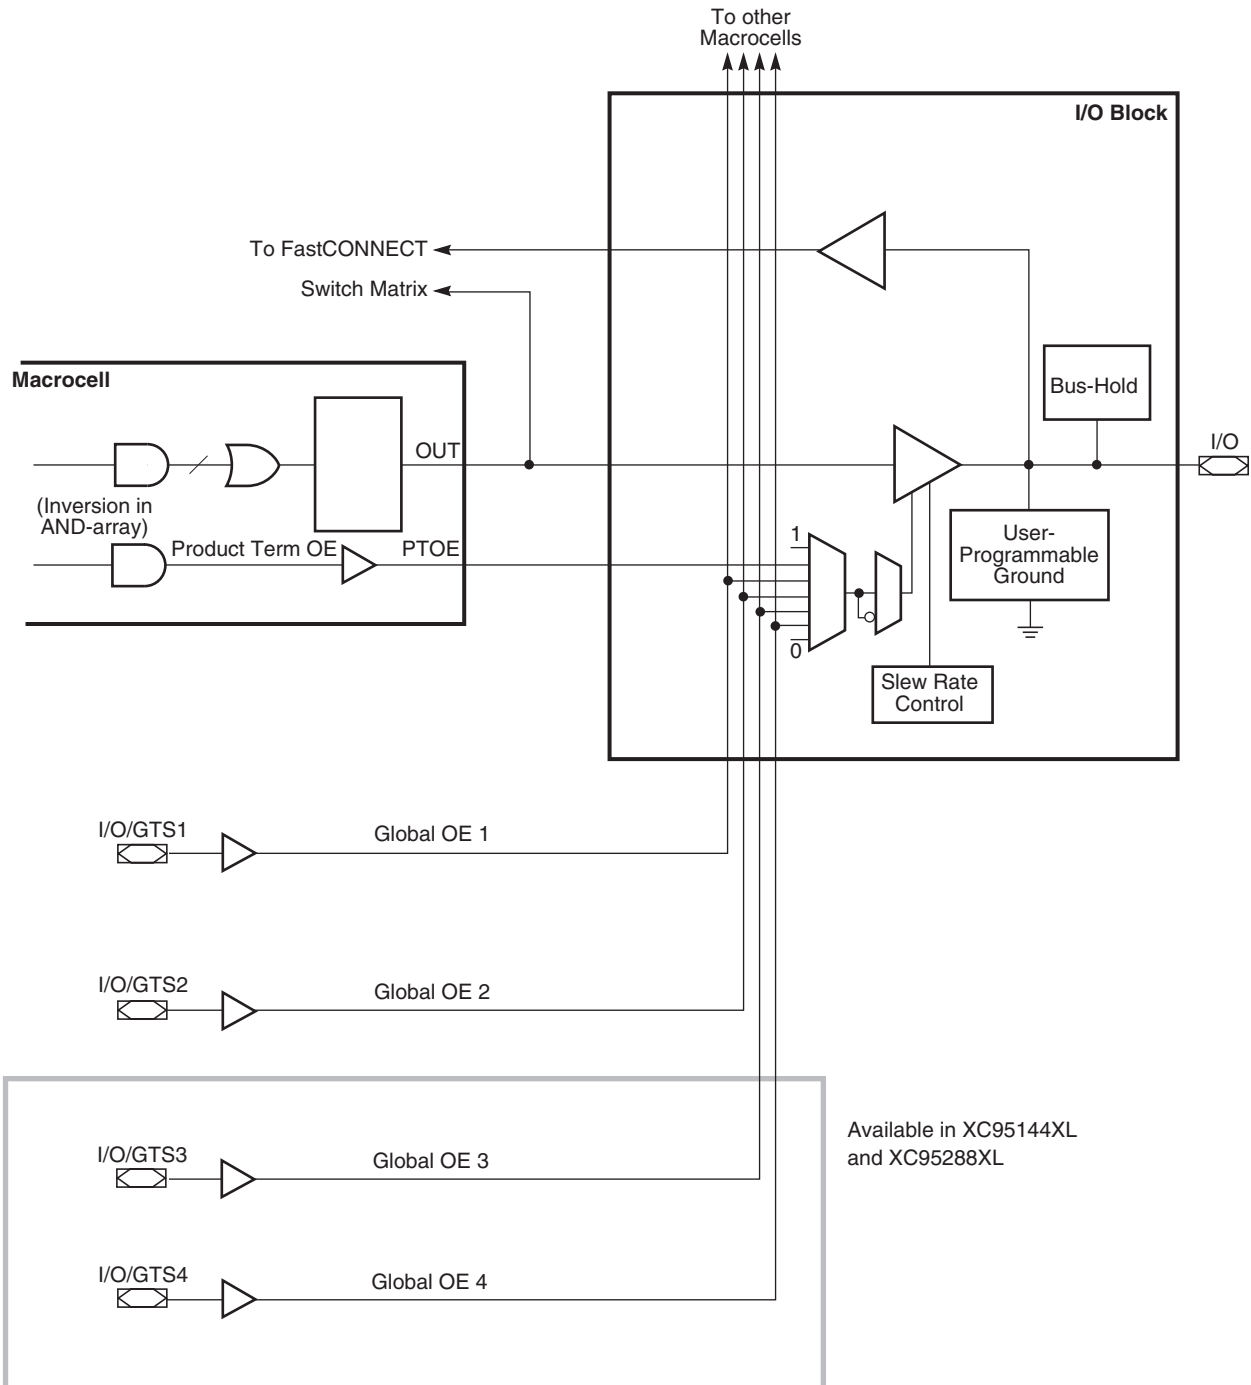 To other
Macrocells
I/O Block
To FastCONNECT
Switch Matrix
Macrocell
Bus-Hold
OUT
I/O
(Inversion in
AND-array)
Product Term OE
PTOE
1
User-
Programmable
Ground
0
Slew Rate
Control
I/O/GTS1
Global OE 1
I/O/GTS2
Global OE 2
Available in XC95144XL
and XC95288XL
I/O/GTS3
Global OE 3
I/O/GTS4
Global OE 4